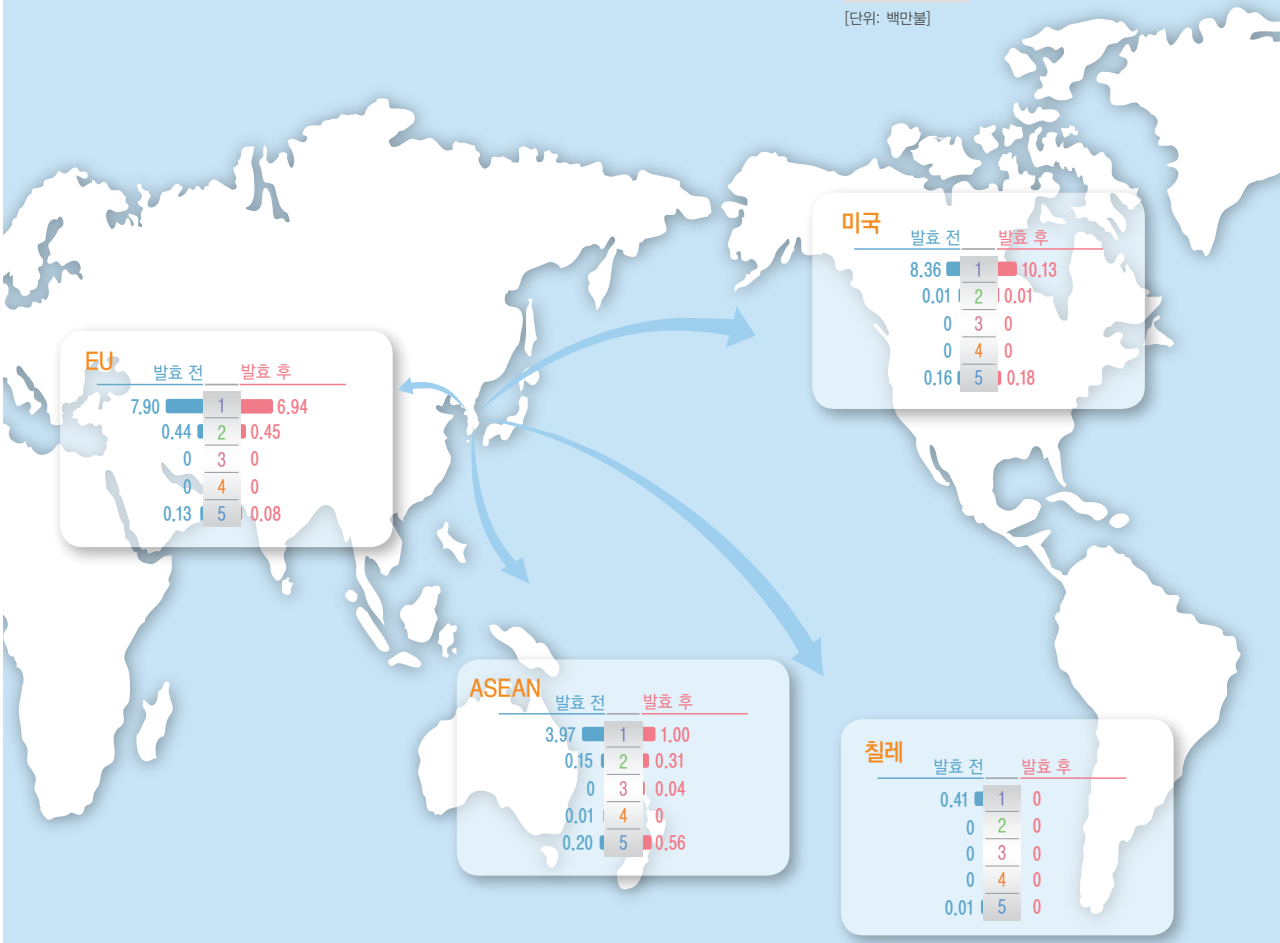 [단위: 백만불]
미국
발효 전 발효 후
8.36 1 10.13
0.01 2 0.01
0 3 0
0 4 0
0.16 5 0.18
EU
발효 전 발효 후
7.90 1 6.94
0.44 2 0.45
0 3 0
0 4 0
0.13 5 0.08
ASEAN
발효 전 발효 후
3.97 1 1.00
0.15 2 0.31
0 3 0.04
0.01 4 0
0.20 5 0.56
칠레
발효 전 발효 후
0.41 1 0
0 2 0
0 3 0
0 4 0
0.01 5 0